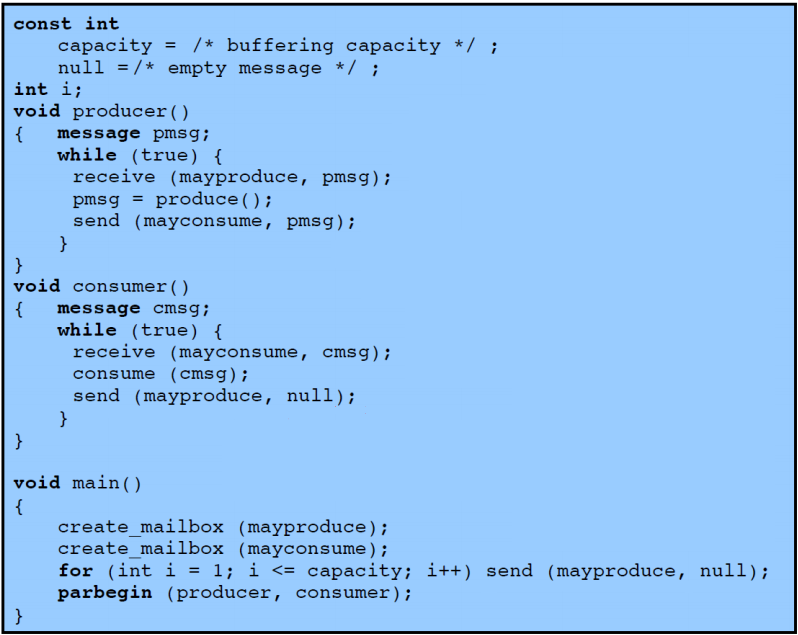 const int
    capacity = /* buffering capacity */ ;
    null =/* empty message */ ;
int i;
void producer()
{   message pmsg;
    while (true) {
     receive (mayproduce, pmsg);
     pmsg = produce();
     send (mayconsume, pmsg);
    }
}
void consumer()
{   message cmsg;
    while (true) {
     receive (mayconsume, cmsg);
     consume (cmsg);
     send (mayproduce, null);
    }
}

void main()
{
    create_mailbox (mayproduce);
    create_mailbox (mayconsume);
    for (int i = 1; i <= capacity; i++) send (mayproduce, null);
    parbegin (producer, consumer);
}